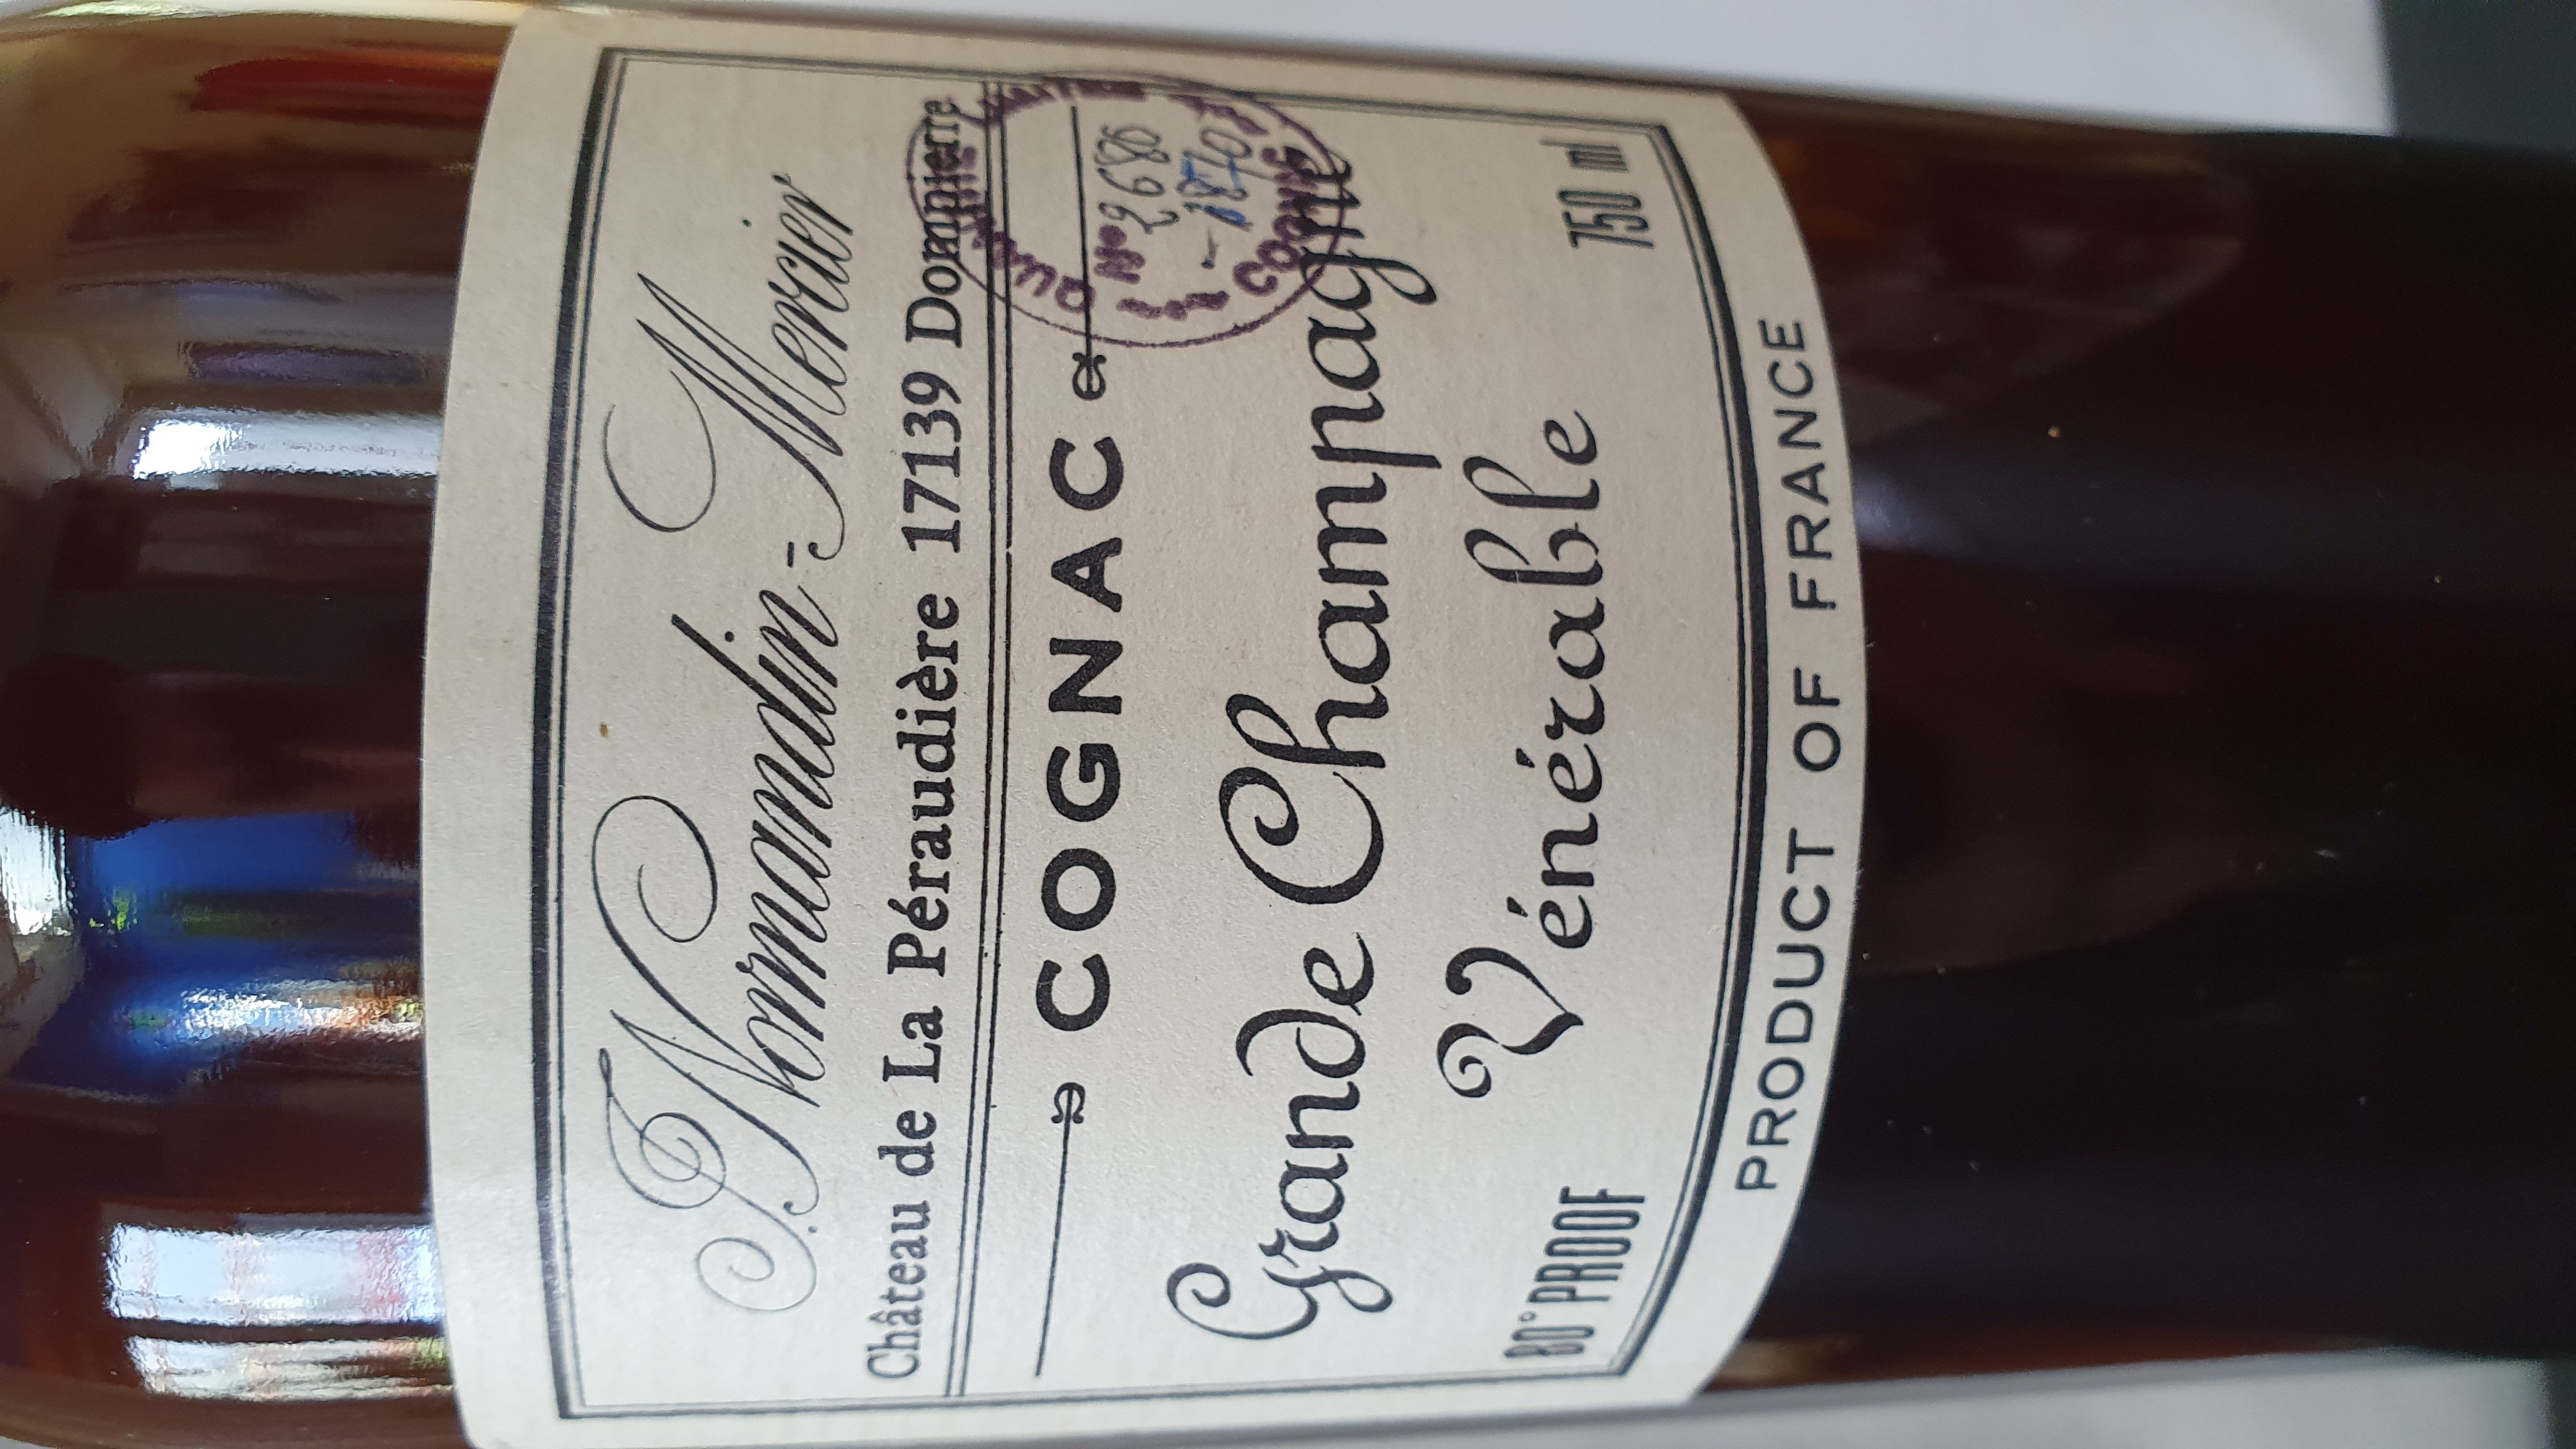 J. Normandin-Mercier
Château de La Péraudière 17139 Dompierre
COGNAC
N° 2686
Grande Champagne
Vénérable
80° PROOF
750 ml
PRODUCT OF FRANCE